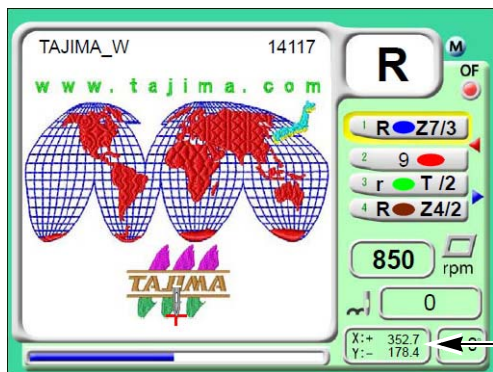 TAJIMA_W 14117
R
M
OF
www.tajima.com
1 R Z7/3
2 9
3 r T /2
4 R Z4/2
TAJIMA
850
rpm
0
X:+ 352.7
Y:- 178.4